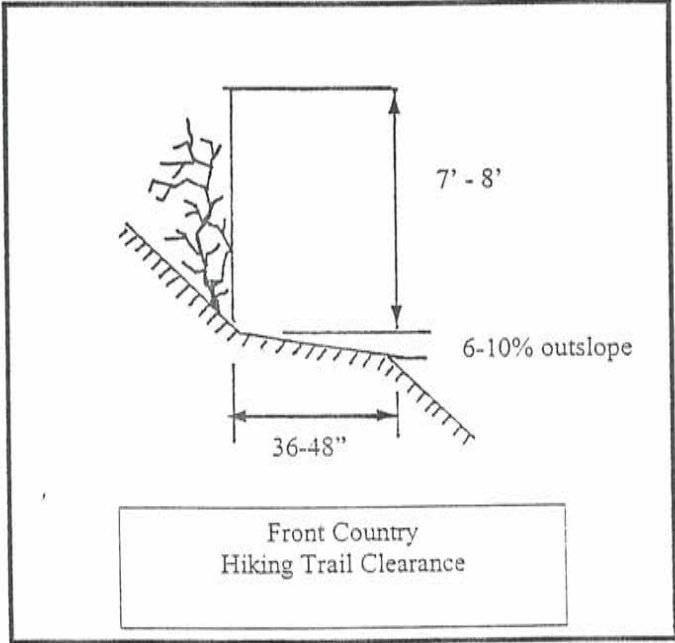 7’ - 8’
6-10% outslope
36-48”
Front Country
Hiking Trail Clearance